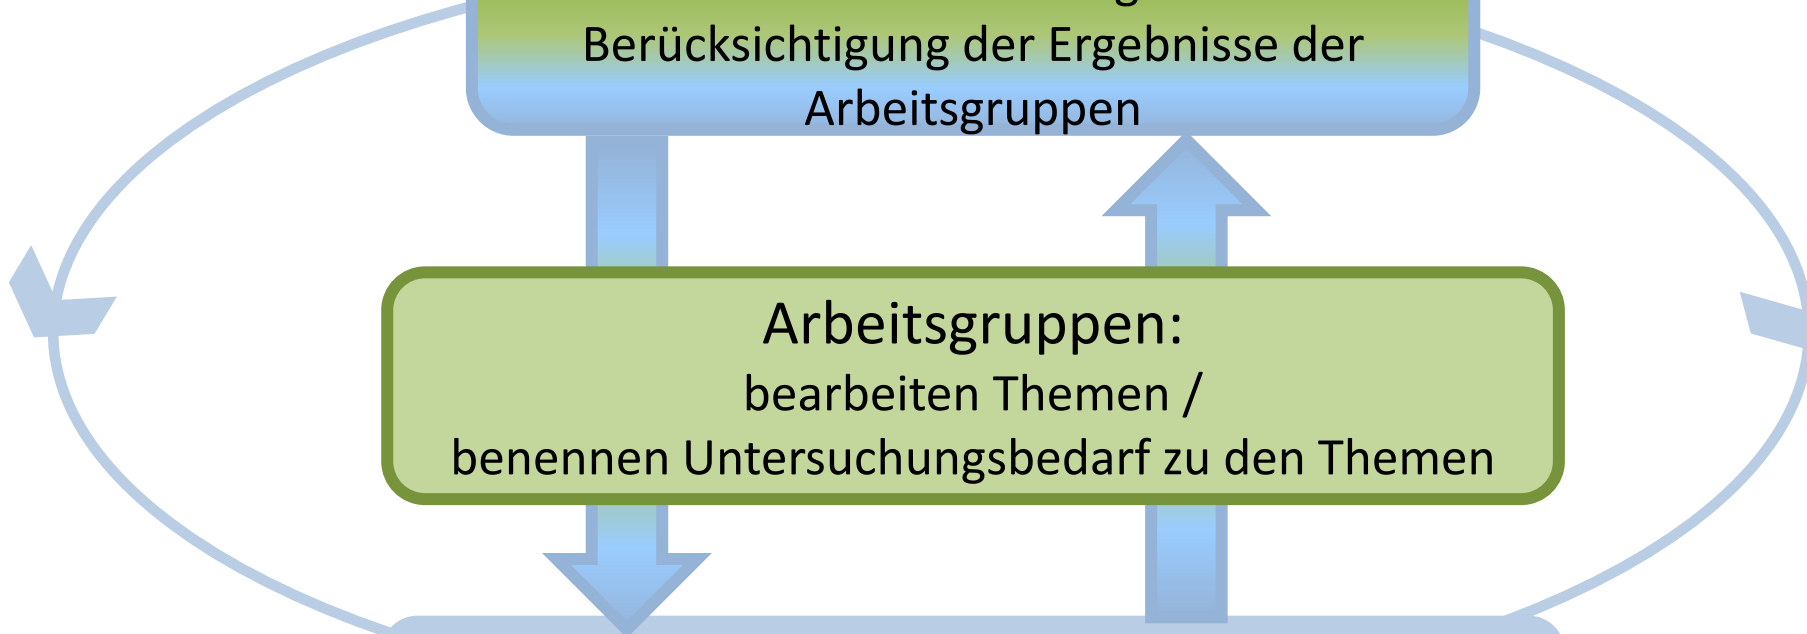 Berücksichtigung der Ergebnisse der
Arbeitsgruppen
Arbeitsgruppen:
bearbeiten Themen /
benennen Untersuchungsbedarf zu den Themen